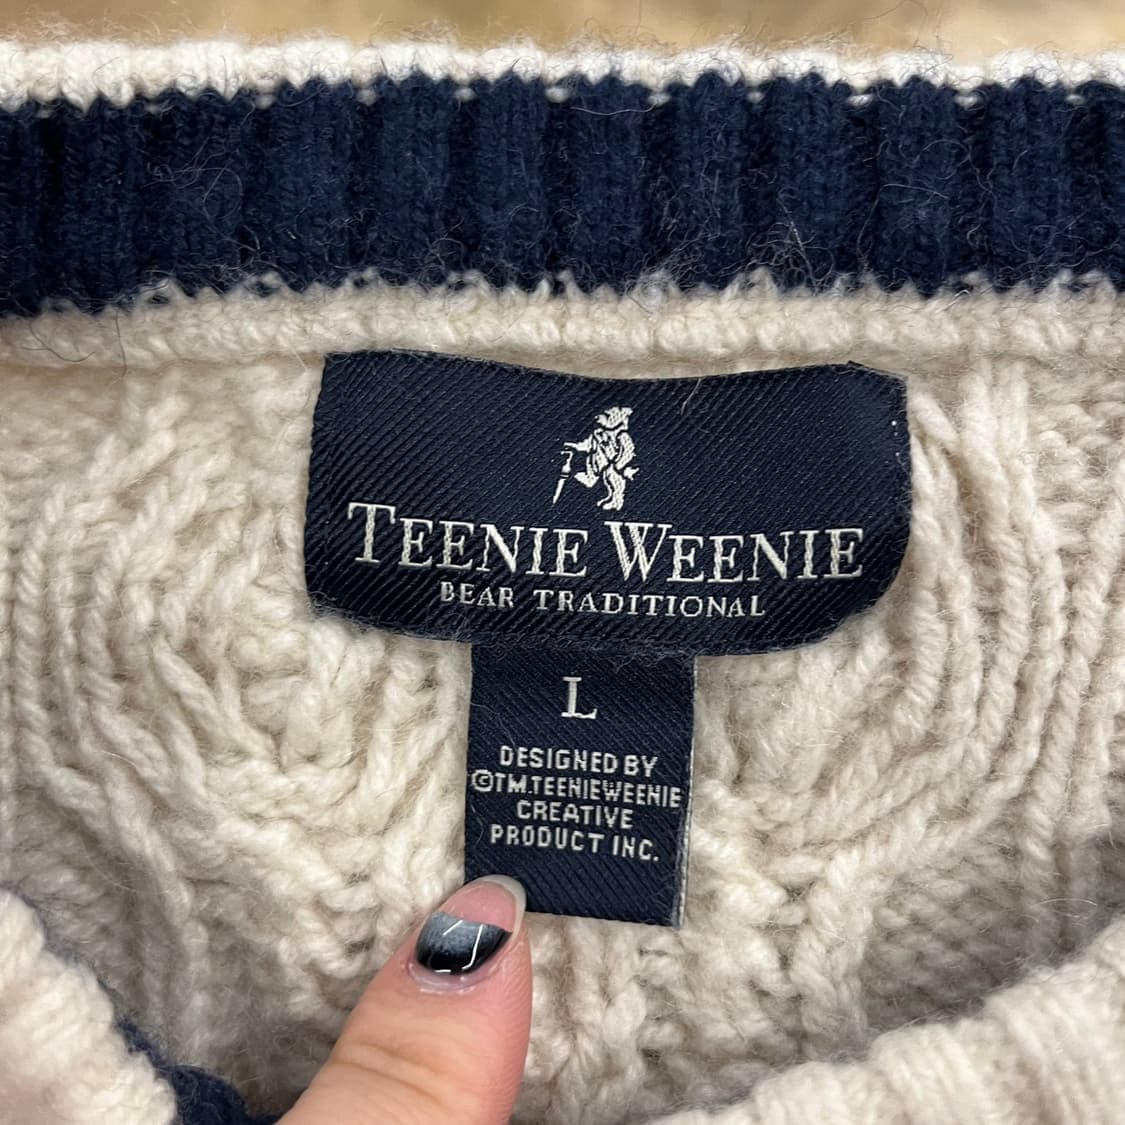 TEENIE WEENIE
BEAR TRADITIONAL
L
DESIGNED BY
©TM.TEENIEWEENIE
CREATIVE
PRODUCT INC.